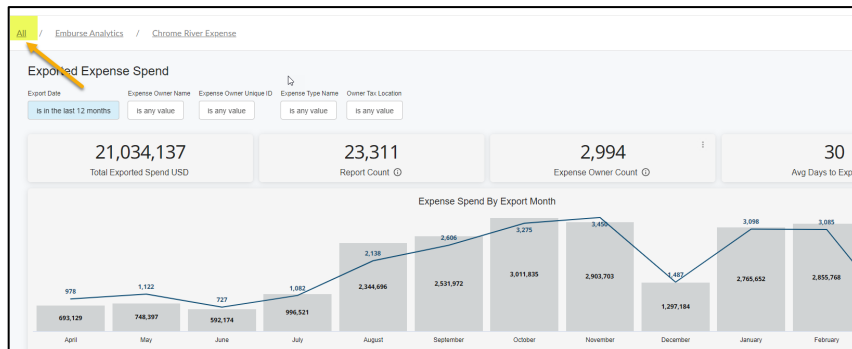 All / Emburse Analytics / Chrome River Expense
Exported Expense Spend
Export Date Expense Owner Name Expense Owner Unique ID Expense Type Name Owner Tax Location
is in the last 12 months is any value is any value is any value is any value
21,034,137 23,311 2,994 30
Total Exported Spend USD Report Count Expense Owner Count Avg Days to Exp
Expense Spend By Export Month
978 1,122 727 1,082 2,138 2,606 3,275 3,450 1,487 3,098 3,085
693,129 748,397 592,174 996,521 2,344,696 2,531,972 3,011,835 2,903,703 1,297,184 2,765,652 2,855,768
April May June July August September October November December January February